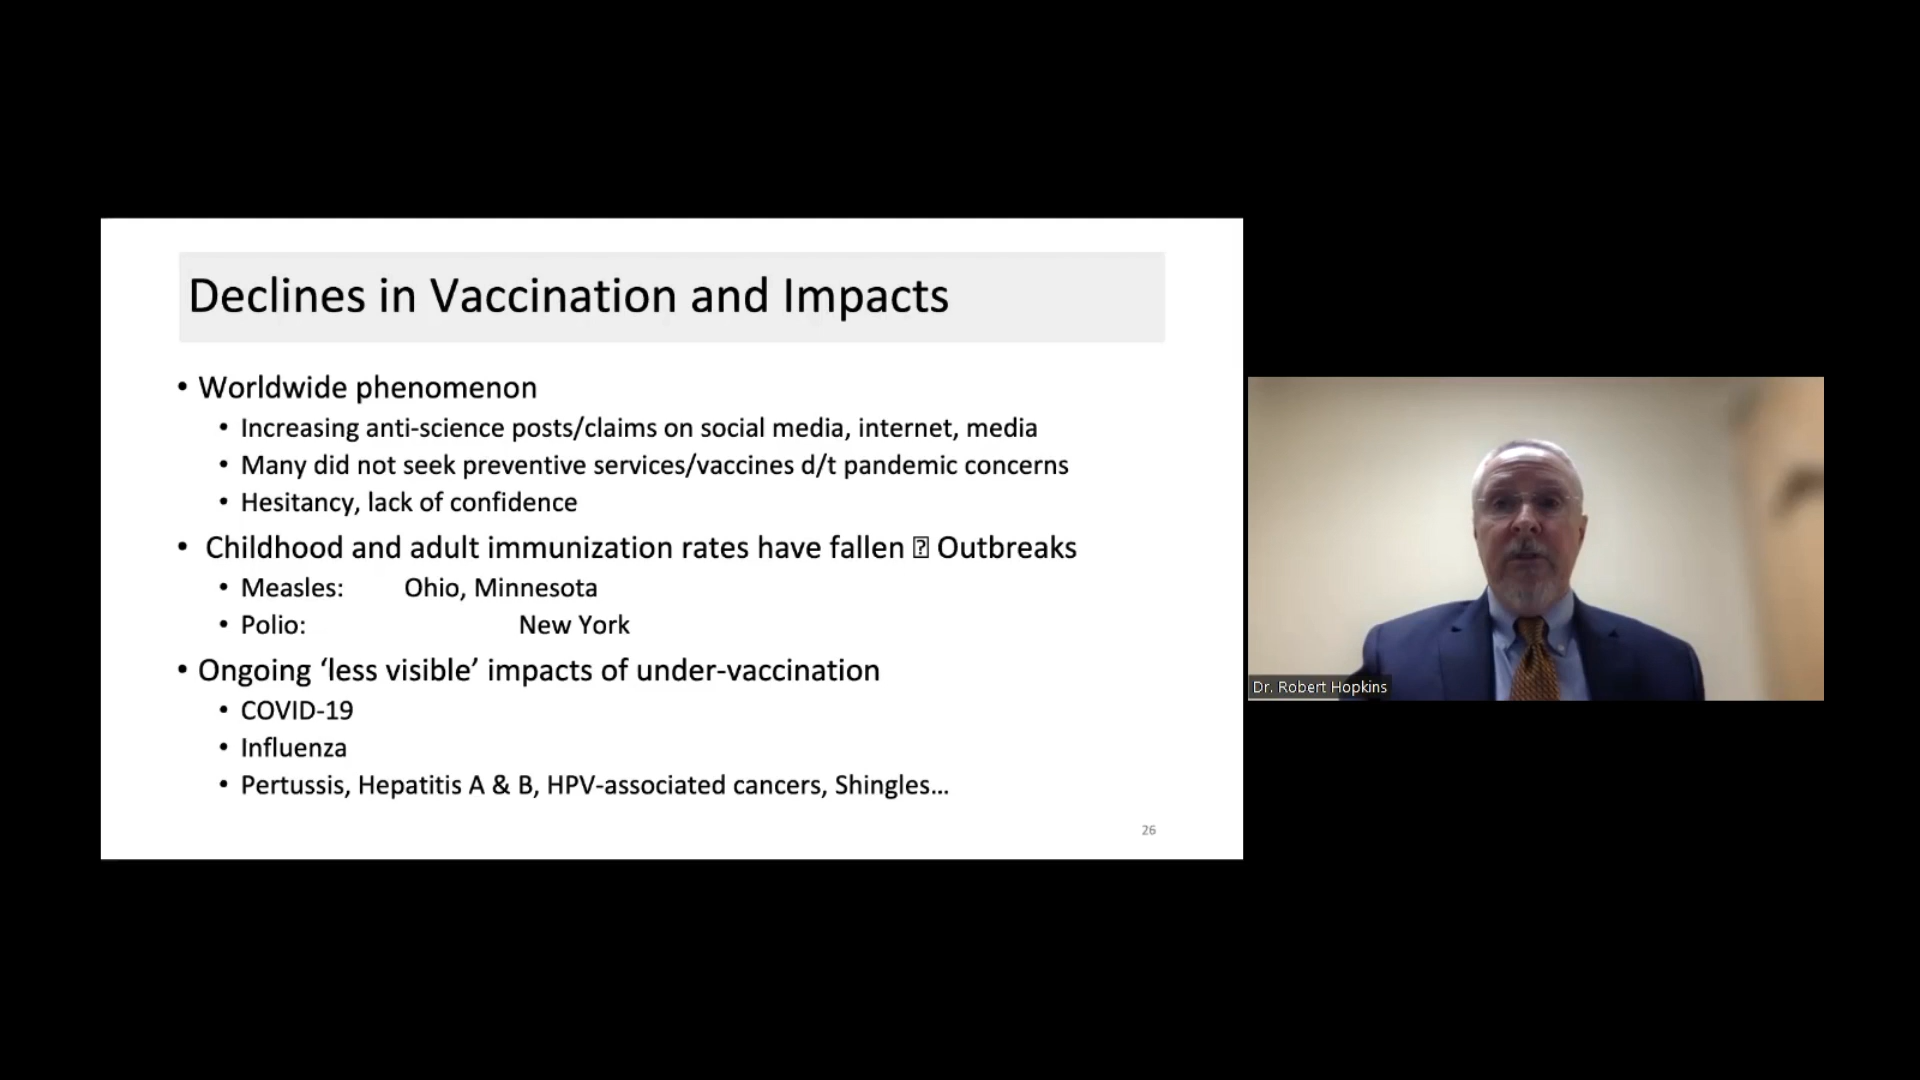 Declines in Vaccination and Impacts
• Worldwide phenomenon
• Increasing anti-science posts/claims on social media, internet, media
• Many did not seek preventive services/vaccines d/t pandemic concerns
• Hesitancy, lack of confidence
• Childhood and adult immunization rates have fallen ⍰ Outbreaks
• Measles: Ohio, Minnesota
• Polio: New York
• Ongoing ‘less visible’ impacts of under-vaccination
• COVID-19
• Influenza
• Pertussis, Hepatitis A & B, HPV-associated cancers, Shingles…
26
Dr. Robert Hopkins